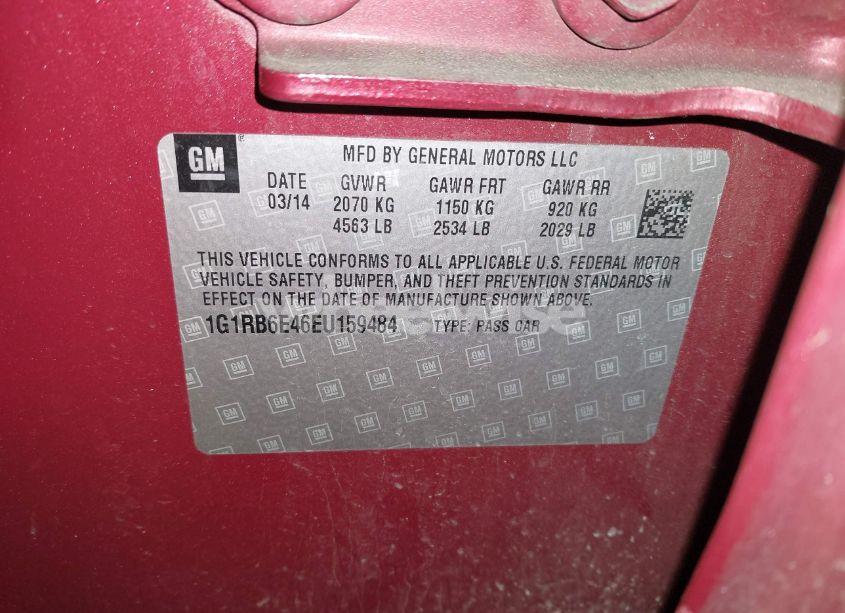 GM
MFD BY GENERAL MOTORS LLC
DATE GVWR GAWR FRT GAWR RR
03/14 2070 KG 1150 KG 920 KG
4563 LB 2534 LB 2029 LB
THIS VEHICLE CONFORMS TO ALL APPLICABLE U.S. FEDERAL MOTOR
VEHICLE SAFETY, BUMPER, AND THEFT PREVENTION STANDARDS IN
EFFECT ON THE DATE OF MANUFACTURE SHOWN ABOVE.
1G1RB6E46EU159484 TYPE: PASS CAR